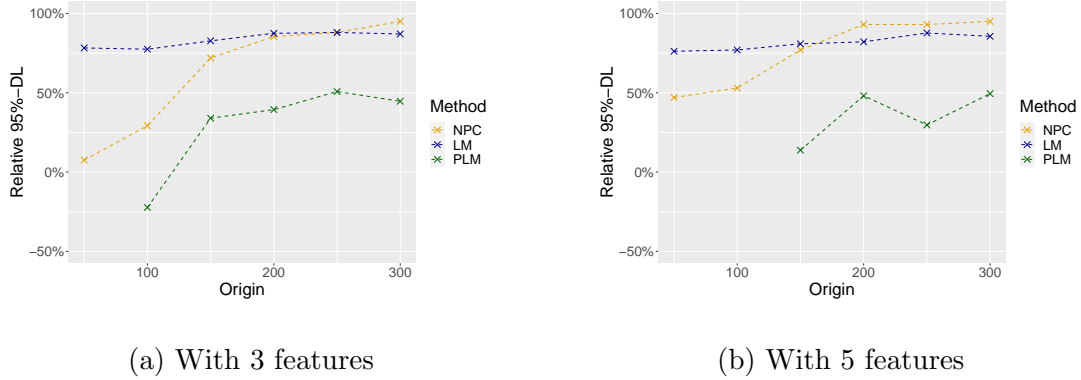 100%
50%
0%
−50%
Relative 95%−DL
100
200
300
Origin
Method
NPC
LM
PLM
(a) With 3 features
100%
50%
0%
−50%
Relative 95%−DL
100
200
300
Origin
Method
NPC
LM
PLM
(b) With 5 features